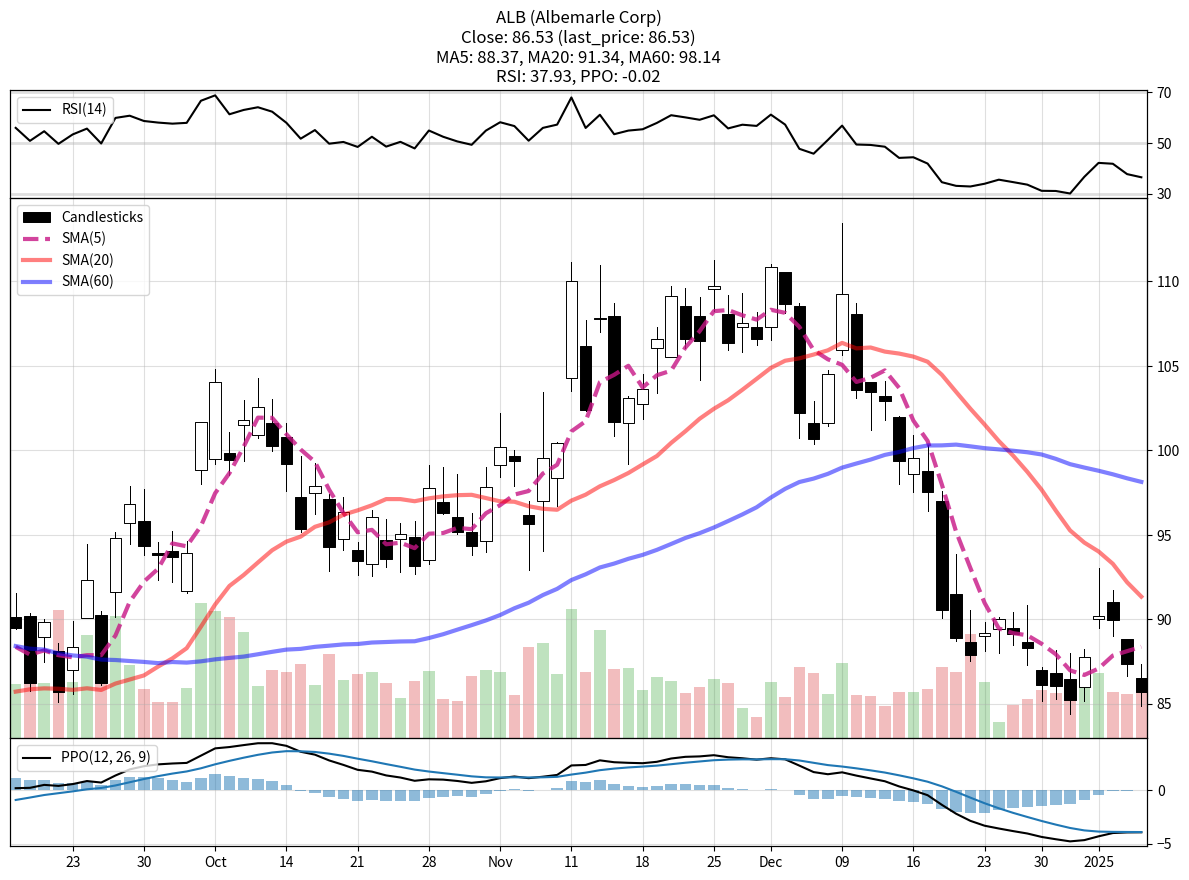 ALB (Albemarle Corp)
Close: 86.53 (last_price: 86.53)
MA5: 88.37, MA20: 91.34, MA60: 98.14
RSI: 37.93, PPO: -0.02
RSI(14)
70
50
30
Candlesticks
SMA(5)
SMA(20)
SMA(60)
110
105
100
95
90
85
PPO(12, 26, 9)
0
−5
23 30 Oct 14 21 28 Nov 11 18 25 Dec 09 16 23 30 2025